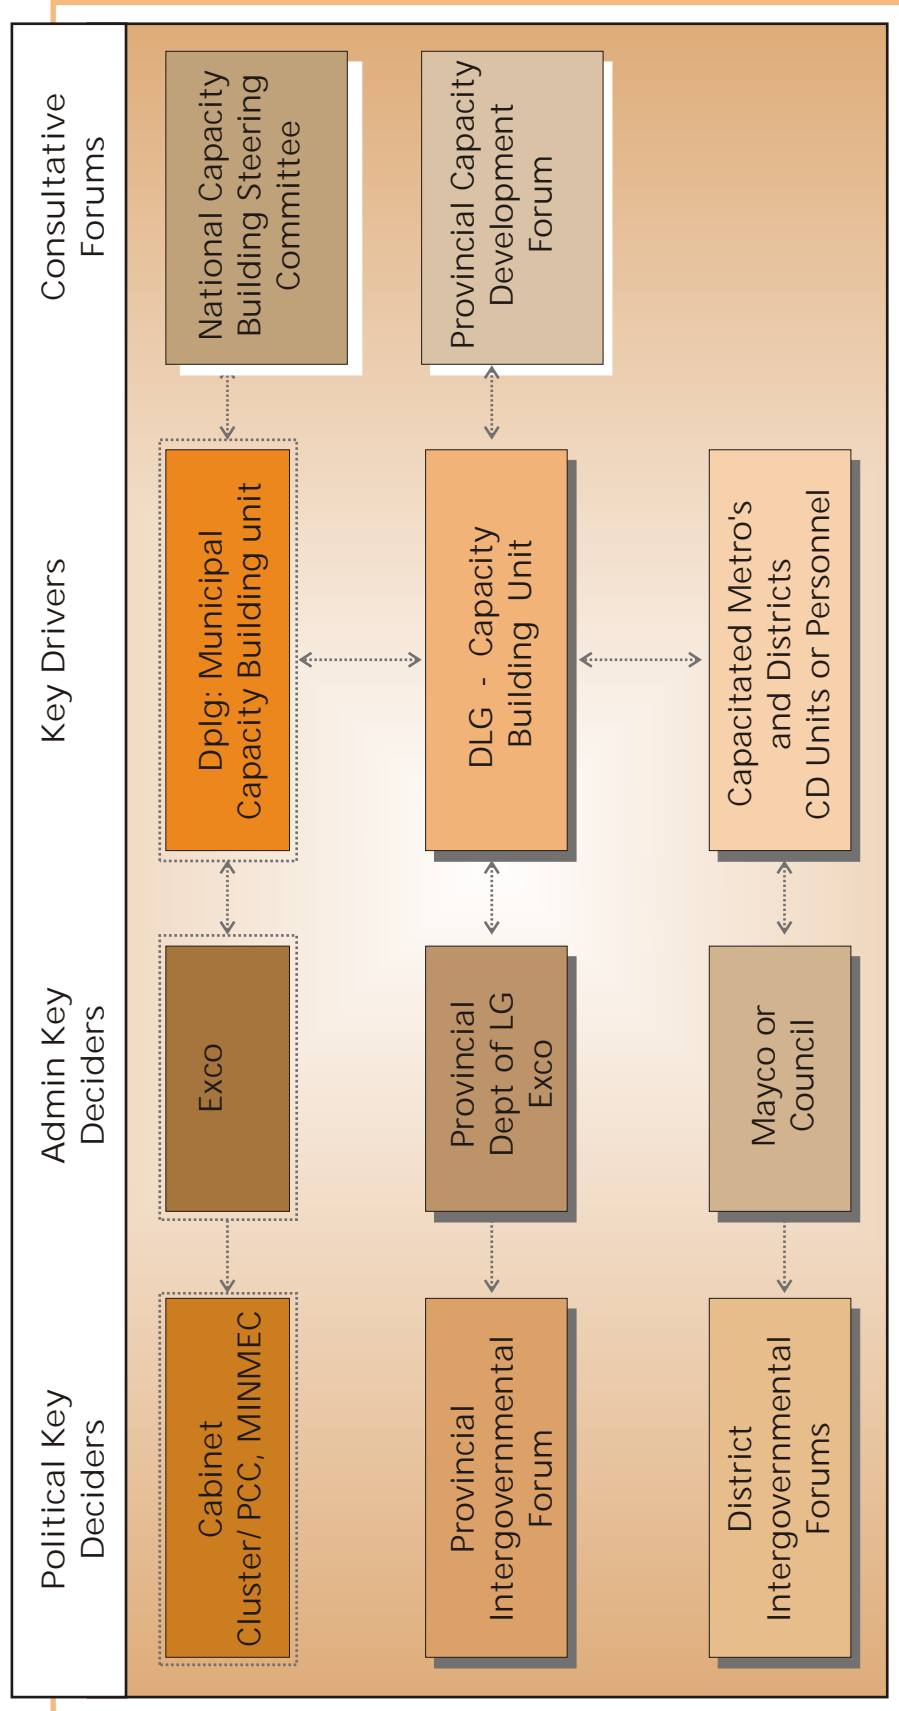 Political Key
Deciders
Admin Key
Deciders
Key Drivers
Consultative
Forums
Cabinet
Cluster/ PCC, MINMEC
Exco
Dplg: Municipal
Capacity Building unit
National Capacity
Building Steering
Committee
Provincial
Intergovernmental
Forum
Provincial
Dept of LG
Exco
DLG - Capacity
Building Unit
Provincial Capacity
Development
Forum
District
Intergovernmental
Forums
Mayco or
Council
Capacitated Metro's
and Districts
CD Units or Personnel